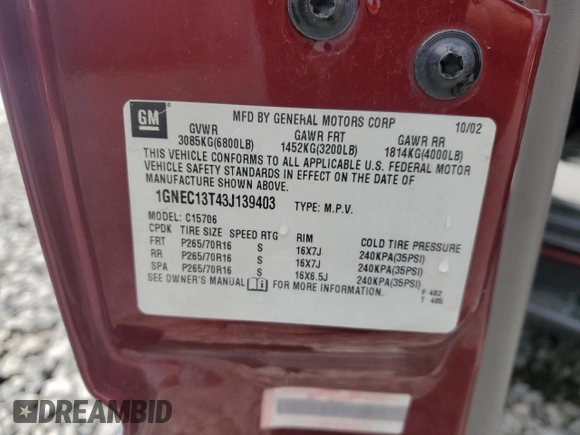 GM
MFD BY GENERAL MOTORS CORP 10/02
GVWR GAWR FRT GAWR RR
3085KG(6800LB) 1452KG(3200LB) 1814KG(4000LB)
THIS VEHICLE CONFORMS TO ALL APPLICABLE U.S. FEDERAL MOTOR
VEHICLE SAFETY STANDARDS IN EFFECT ON THE DATE OF
MANUFACTURE SHOWN ABOVE.
1GNEC13T43J139403 TYPE: M.P.V.
MODEL: C15706
CPDK TIRE SIZE SPEED RTG RIM COLD TIRE PRESSURE
FRT P265/70R16 S 16X7J 240KPA(35PSI)
RR P265/70R16 S 16X7J 240KPA(35PSI)
SPA P265/70R16 S 16X6.5J 240KPA(35PSI)
SEE OWNER'S MANUAL FOR MORE INFORMATION.
F 402
T 405
DREAMBID